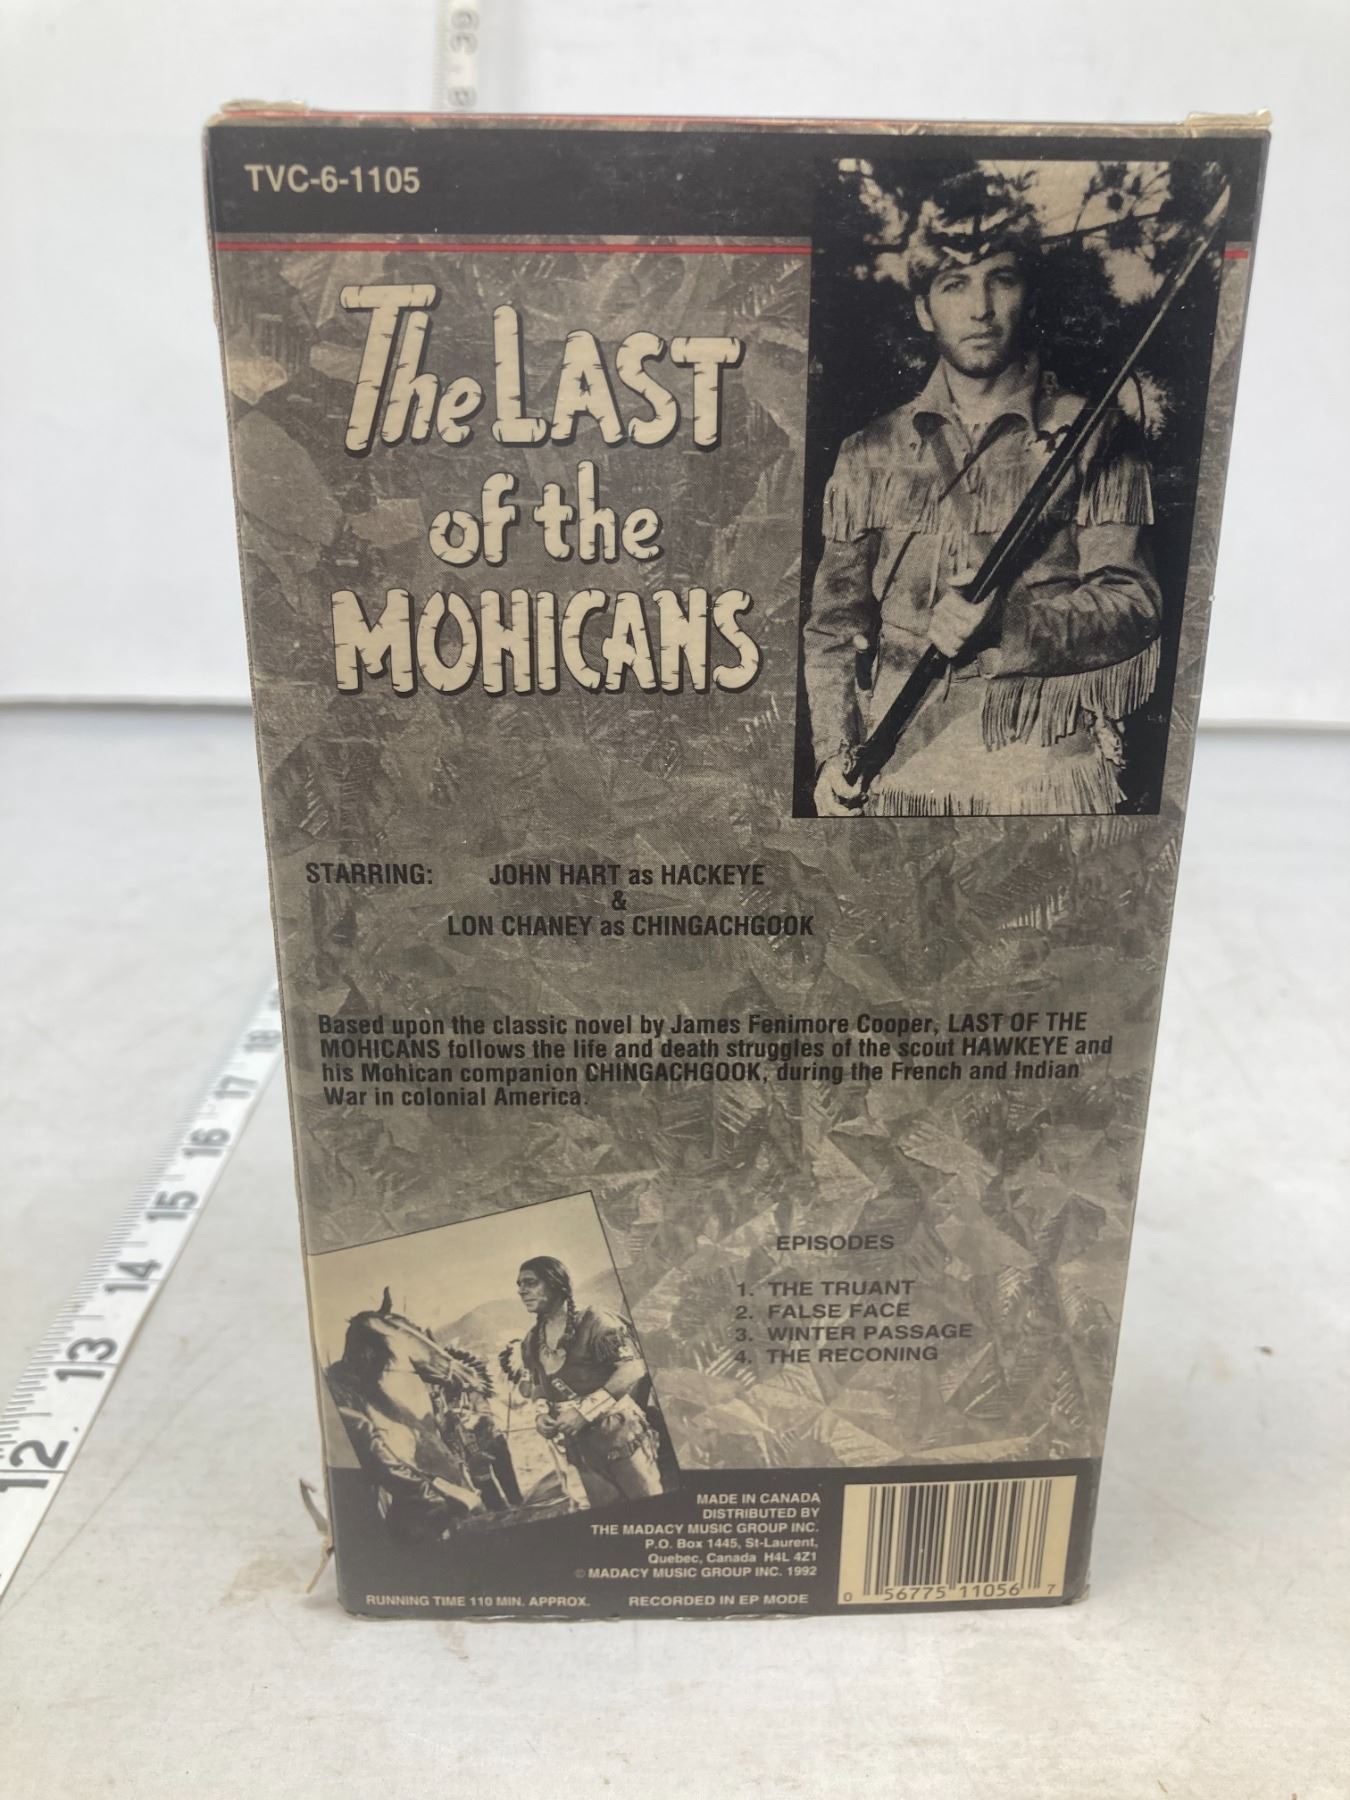 TVC-6-1105
The LAST
of the
MOHICANS
STARRING: JOHN HART as HACKEYE
&
LON CHANEY as CHINGACHGOOK
Based upon the classic novel by James Fenimore Cooper, LAST OF THE
MOHICANS follows the life and death struggles of the scout HAWKEYE and
his Mohican companion CHINGACHGOOK, during the French and Indian
War in colonial America.
EPISODES
1. THE TRUANT
2. FALSE FACE
3. WINTER PASSAGE
4. THE RECONING
MADE IN CANADA
DISTRIBUTED BY
THE MADACY MUSIC GROUP INC.
P.O. Box 1445, St-Laurent,
Quebec, Canada H4L 4Z1
© MADACY MUSIC GROUP INC. 1992
RUNNING TIME 110 MIN. APPROX. RECORDED IN EP MODE
0 56775 11056 7
12 13 14 15 16 17 18